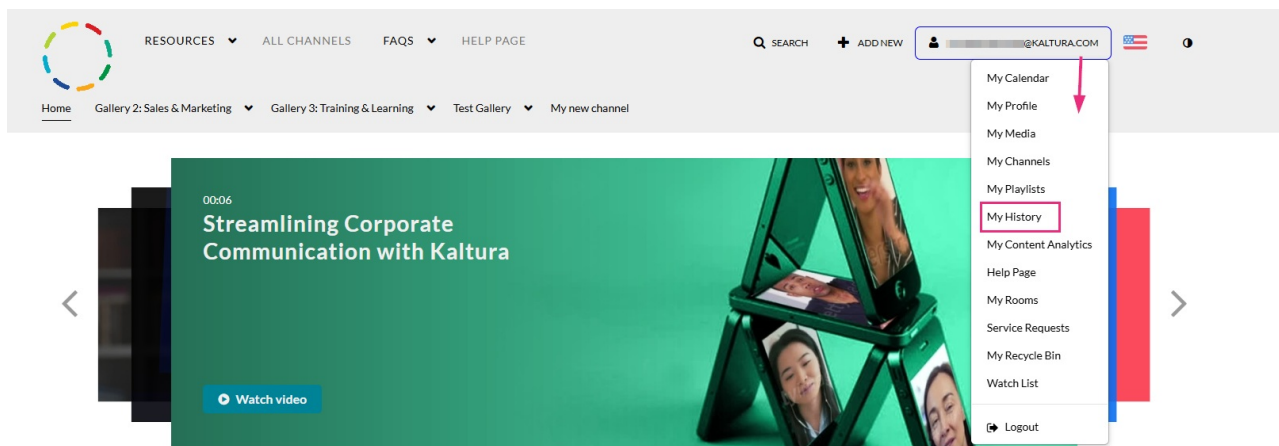 RESOURCES ALL CHANNELS FAQS HELP PAGE
SEARCH ADD NEW @KALTURA.COM
Home Gallery 2: Sales & Marketing Gallery 3: Training & Learning Test Gallery My new channel
My Calendar
My Profile
My Media
My Channels
My Playlists
My History
My Content Analytics
Help Page
My Rooms
Service Requests
My Recycle Bin
Watch List
Logout
00:06
Streamlining Corporate
Communication with Kaltura
Watch video